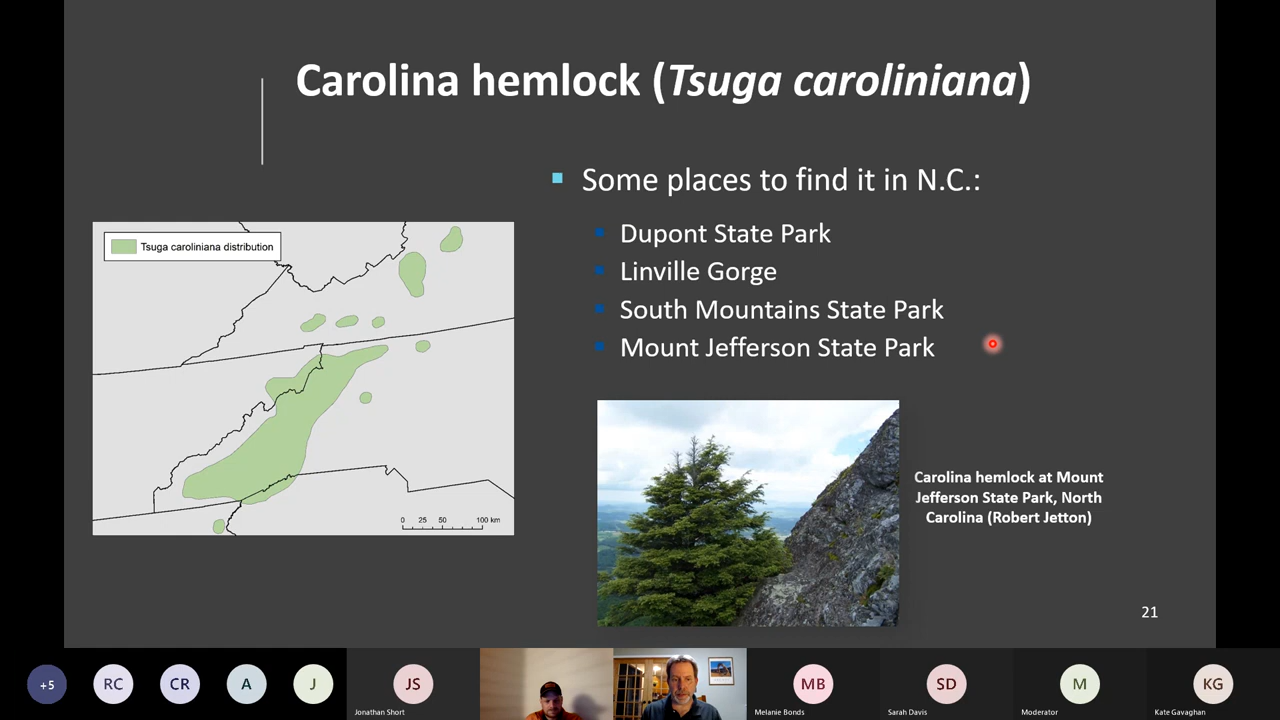 Carolina hemlock (Tsuga caroliniana)
Some places to find it in N.C.:
Dupont State Park
Linville Gorge
South Mountains State Park
Mount Jefferson State Park
Tsuga caroliniana distribution
0 25 50 100 km
Carolina hemlock at Mount
Jefferson State Park, North
Carolina (Robert Jetton)
21
+5
RC
CR
A
J
JS
Jonathan Short
MB
Melanie Bonds
SD
Sarah Davis
M
Moderator
KG
Kate Gavaghan